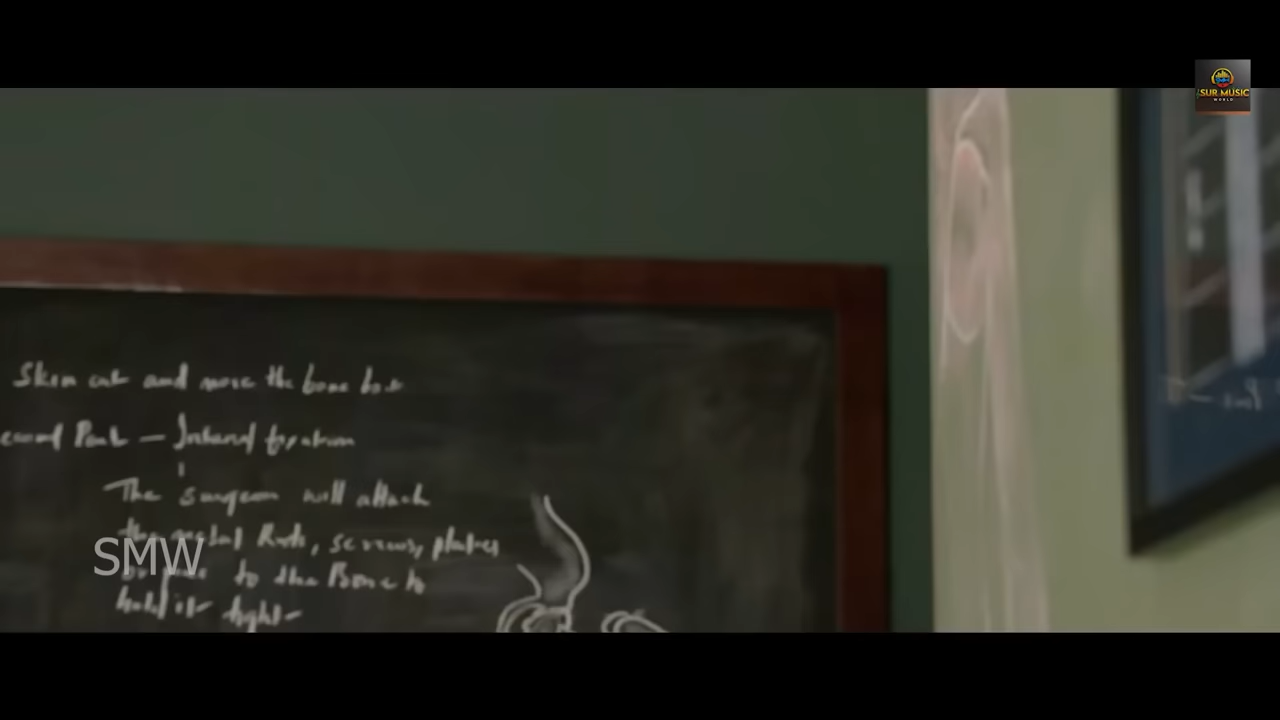 SUR MUSIC
WORLD
Skin cut and move the bone back
Part — Internal fixation
The surgeon will attach
the metal Rods, screws, plates
SMW
to the Bone to
hold it tight